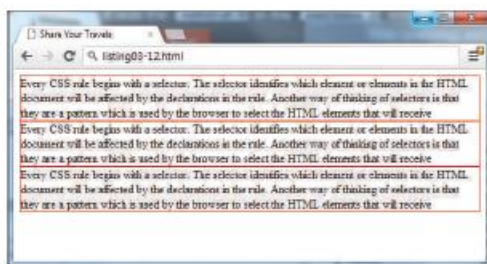 Share Your Travels
listing03-12.html
Every CSS rule begins with a selector. The selector identifies which element or elements in the HTML
document will be affected by the declarations in the rule. Another way of thinking of selectors is that
they are a pattern which is used by the browser to select the HTML elements that will receive
Every CSS rule begins with a selector. The selector identifies which element or elements in the HTML
document will be affected by the declarations in the rule. Another way of thinking of selectors is that
they are a pattern which is used by the browser to select the HTML elements that will receive
Every CSS rule begins with a selector. The selector identifies which element or elements in the HTML
document will be affected by the declarations in the rule. Another way of thinking of selectors is that
they are a pattern which is used by the browser to select the HTML elements that will receive